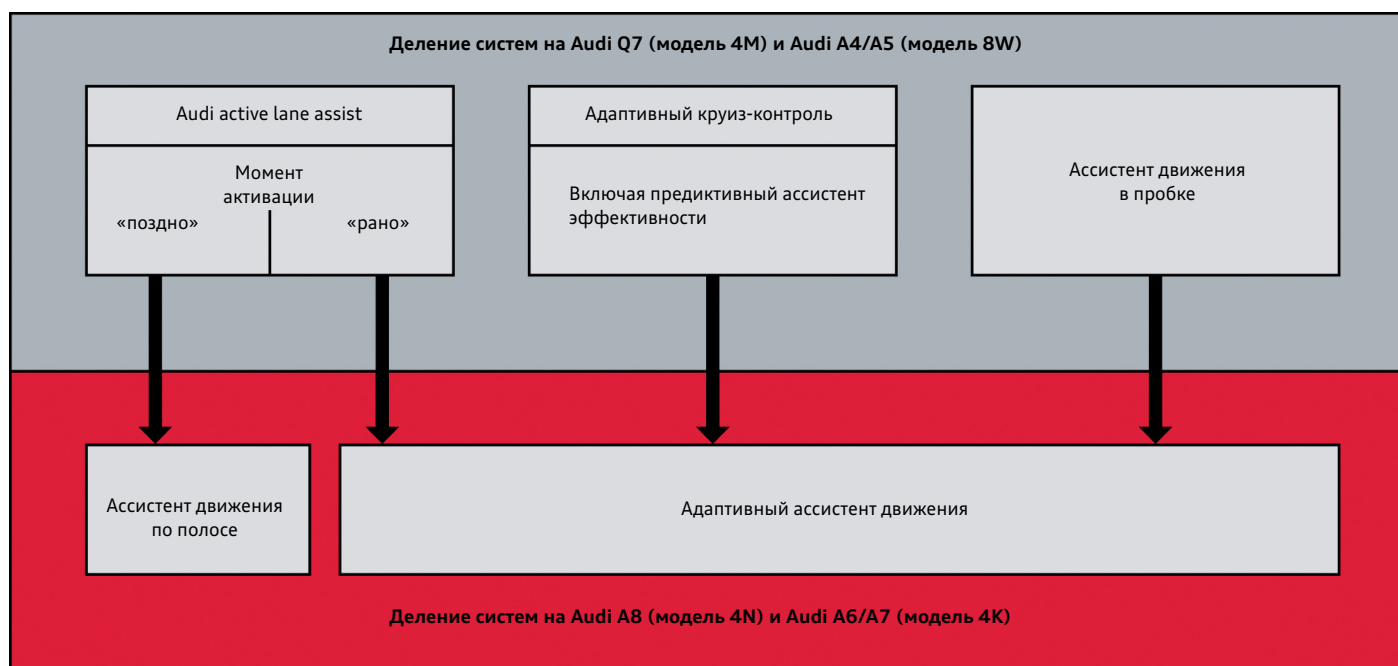 Деление систем на Audi Q7 (модель 4M) и Audi A4/A5 (модель 8W)
Audi active lane assist
Момент
активации
«поздно»
«рано»
Адаптивный круиз-контроль
Включая предиктивный ассистент
эффективности
Ассистент движения
в пробке
Ассистент движения
по полосе
Адаптивный ассистент движения
Деление систем на Audi A8 (модель 4N) и Audi A6/A7 (модель 4K)